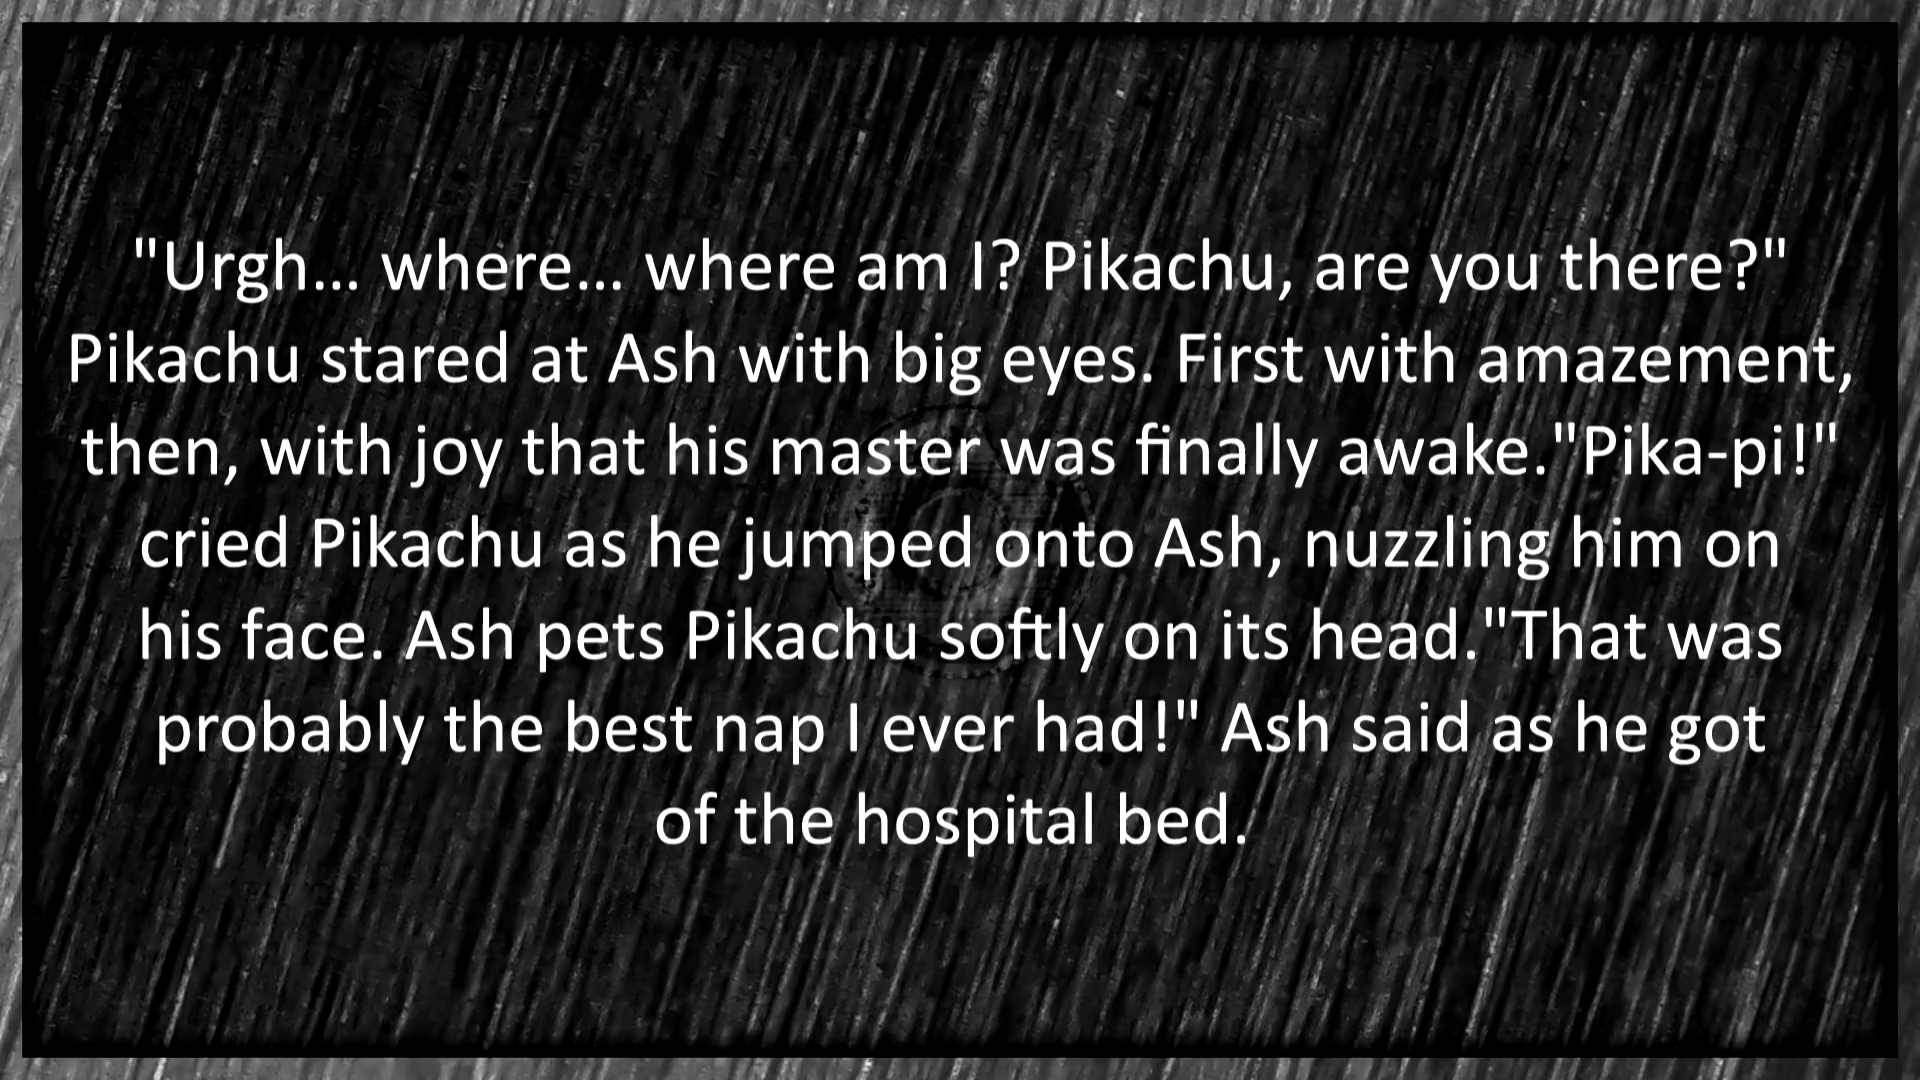 "Urgh... where... where am I? Pikachu, are you there?"
Pikachu stared at Ash with big eyes. First with amazement,
then, with joy that his master was finally awake."Pika-pi!"
cried Pikachu as he jumped onto Ash, nuzzling him on
his face. Ash pets Pikachu softly on its head."That was
probably the best nap I ever had!" Ash said as he got
of the hospital bed.